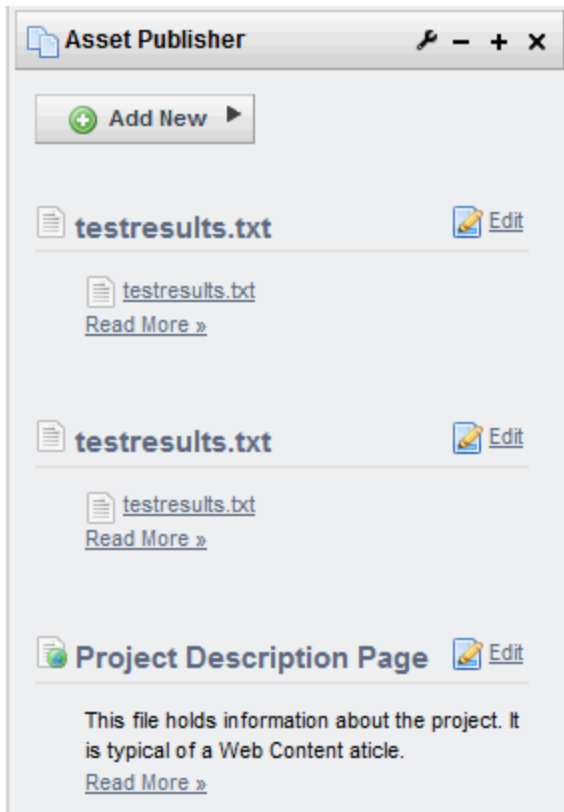 Asset Publisher
Add New
testresults.txt
Edit
testresults.txt
Read More »
testresults.txt
Edit
testresults.txt
Read More »
Project Description Page
Edit
This file holds information about the project. It
is typical of a Web Content aticle.
Read More »